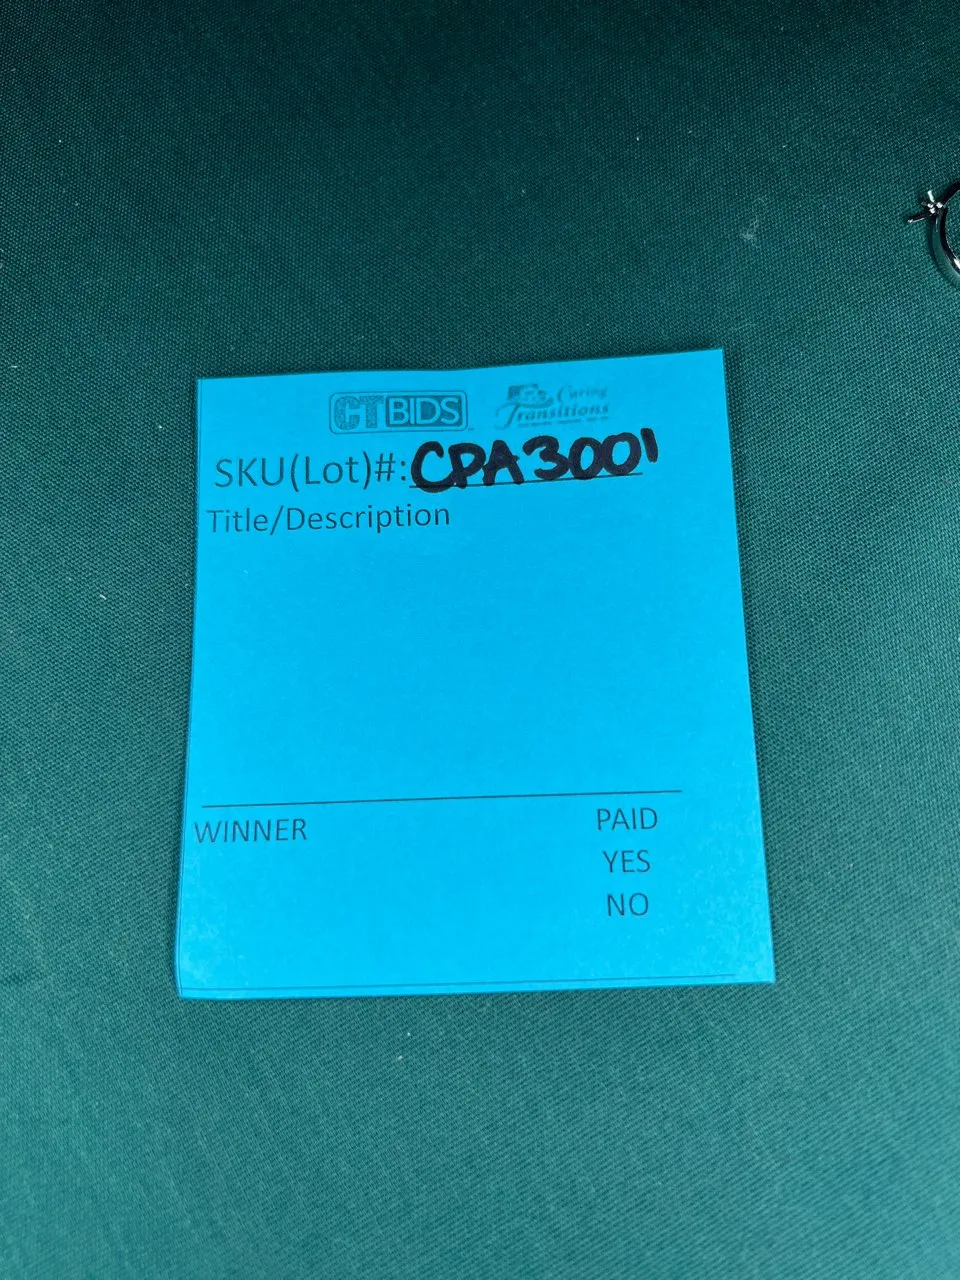 CTBIDS
Caring
Transitions
SKU(Lot)#: CPA3001
Title/Description
WINNER PAID
YES
NO